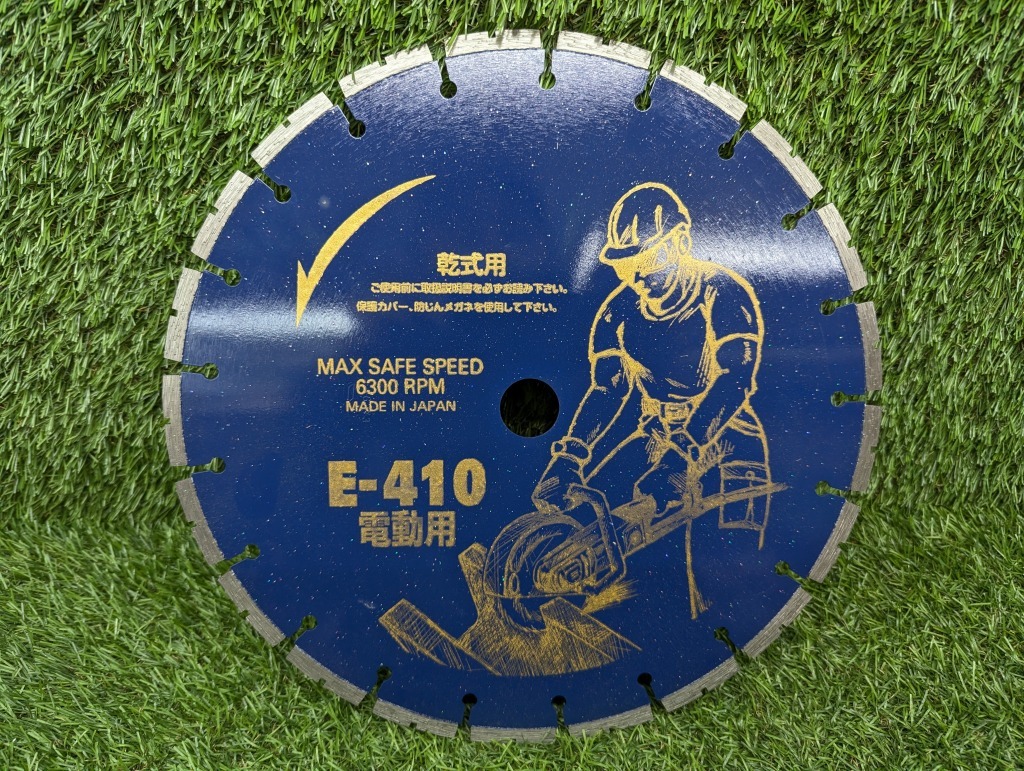 乾式用
ご使用前に取扱説明書を必ずお読み下さい。
保護カバー、防じんメガネを使用して下さい。
MAX SAFE SPEED
6300 RPM
MADE IN JAPAN
E-410
電動用